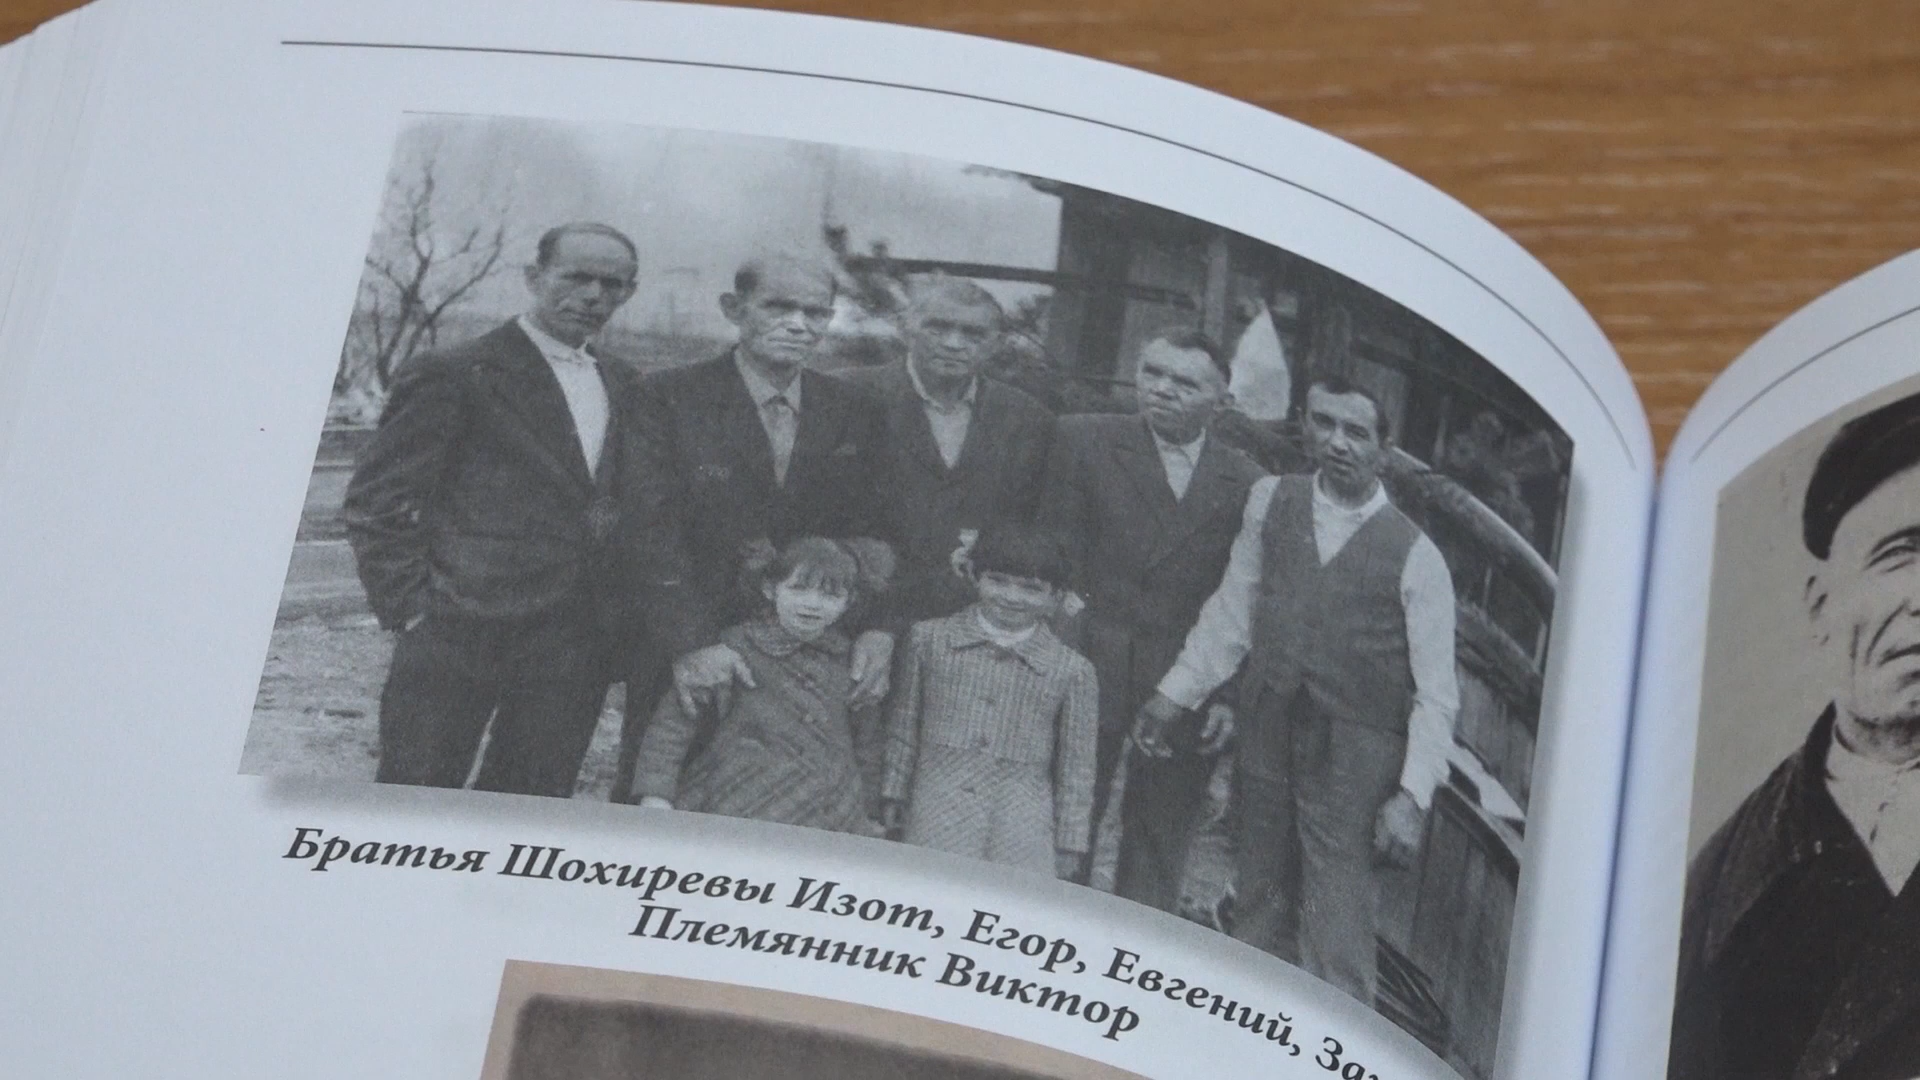 Братья Шохиревы Изот, Егор, Евгений,
Племянник Виктор